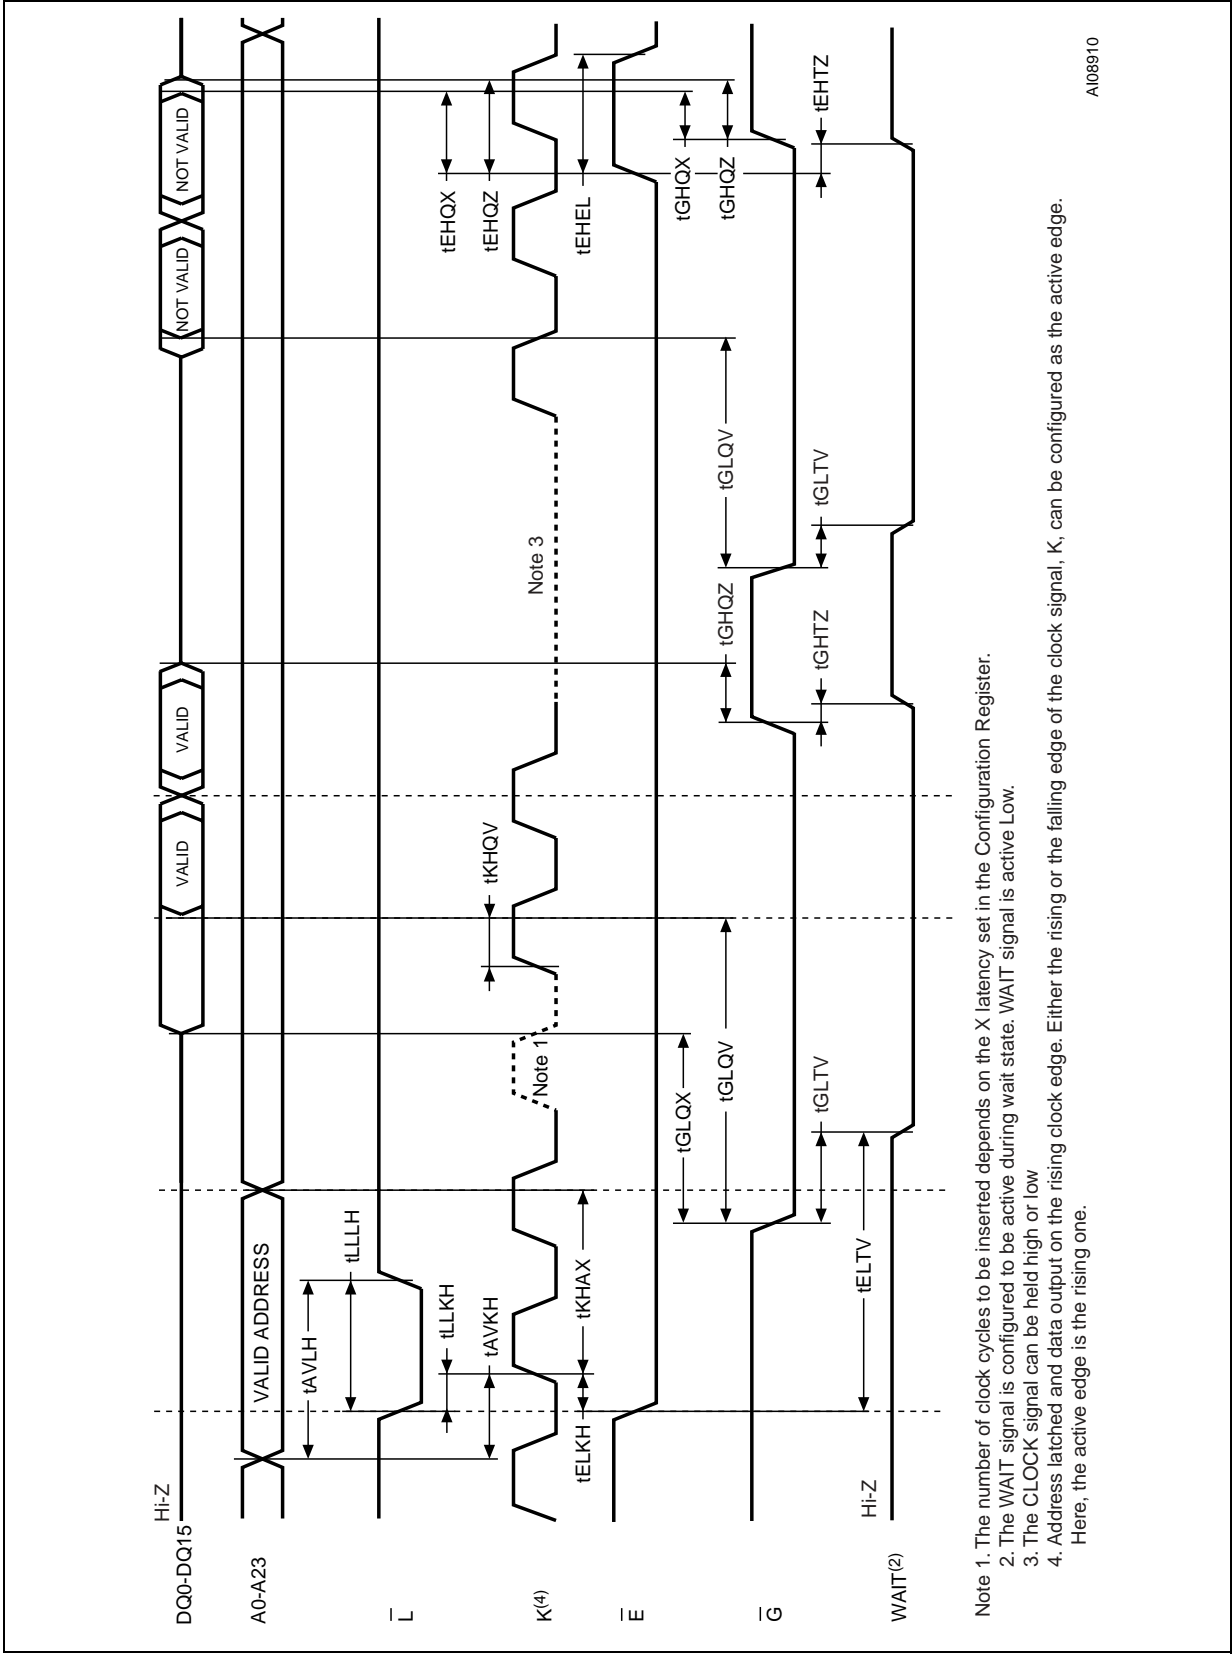 Hi-Z
DQ0-DQ15
VALID
VALID
NOT VALID
NOT VALID
A0-A23
VALID ADDRESS
tAVLH
L
tLLLH
tLLKH
tAVKH
tKHQV
tEHQX
tEHQZ
K(4)
Note 1
Note 3
tELKH
tKHAX
tEHEL
E
tGLQX
tGHQX
tGLQV
tGHQZ
tGLQV
tGHQZ
G
tGLTV
tGHTZ
tGLTV
tEHTZ
tELTV
Hi-Z
WAIT(2)
Note 1. The number of clock cycles to be inserted depends on the X latency set in the Configuration Register.
2. The WAIT signal is configured to be active during wait state. WAIT signal is active Low.
3. The CLOCK signal can be held high or low
4. Address latched and data output on the rising clock edge. Either the rising or the falling edge of the clock signal, K, can be configured as the active edge.
Here, the active edge is the rising one.
AI08910